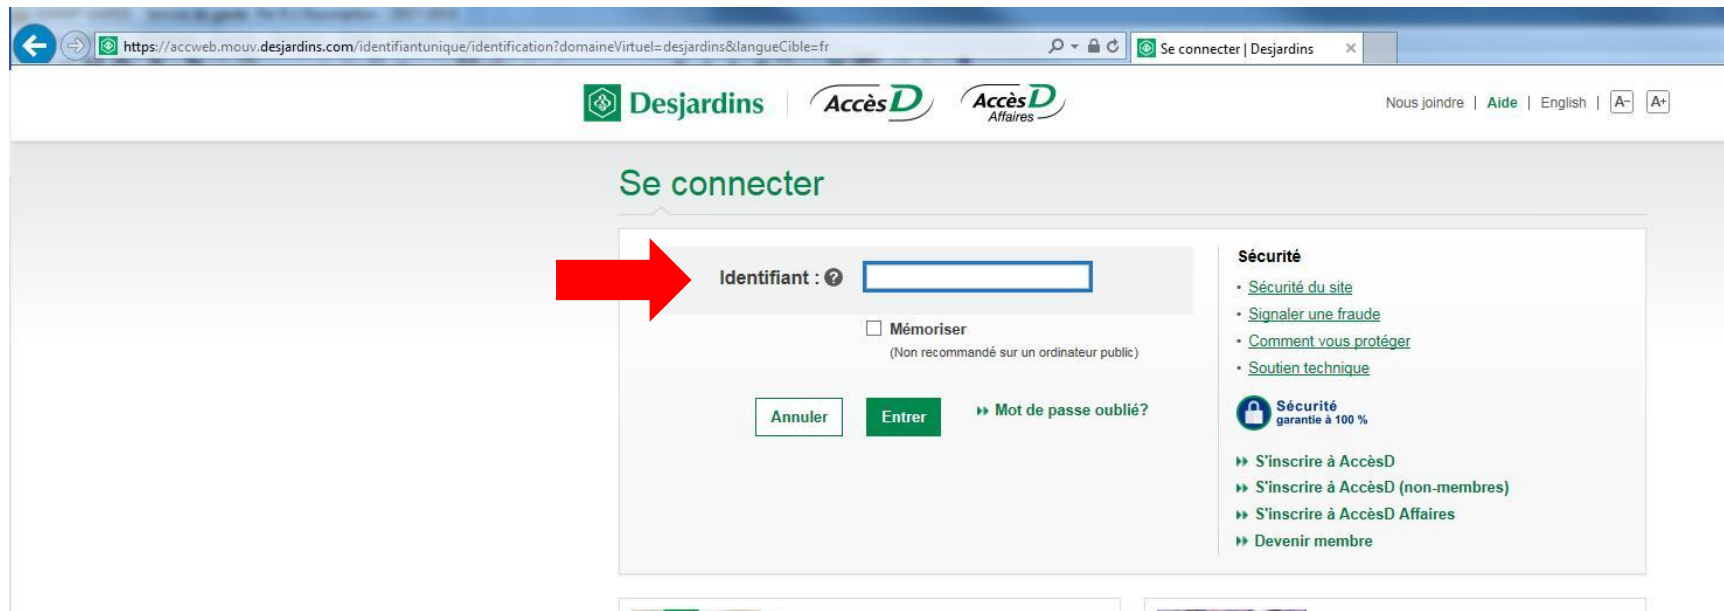 https://accweb.mouv.desjardins.com/identifiantunique/identification?domaineVirtuel=desjardins&langueCible=fr
Se connecter | Desjardins
Desjardins
AccèsD
AccèsD
Affaires
Nous joindre | Aide | English | A- A+
Se connecter
Identifiant : ?
Mémoriser
(Non recommandé sur un ordinateur public)
Annuler
Entrer
Mot de passe oublié?
Sécurité
• Sécurité du site
• Signaler une fraude
• Comment vous protéger
• Soutien technique
Sécurité
garantie à 100 %
S'inscrire à AccèsD
S'inscrire à AccèsD (non-membres)
S'inscrire à AccèsD Affaires
Devenir membre